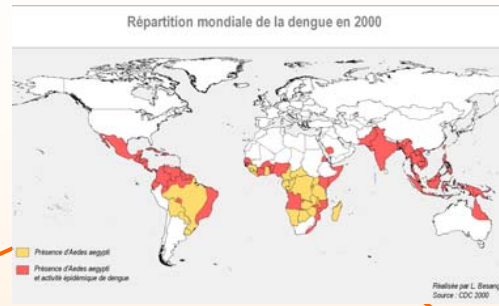 Répartition mondiale de la dengue en 2000
Présence d'Aedes aegypti
Présence d'Aedes aegypti
et activité épidémique de dengue
Réalisée par L. Besanç
Source : CDC 2000